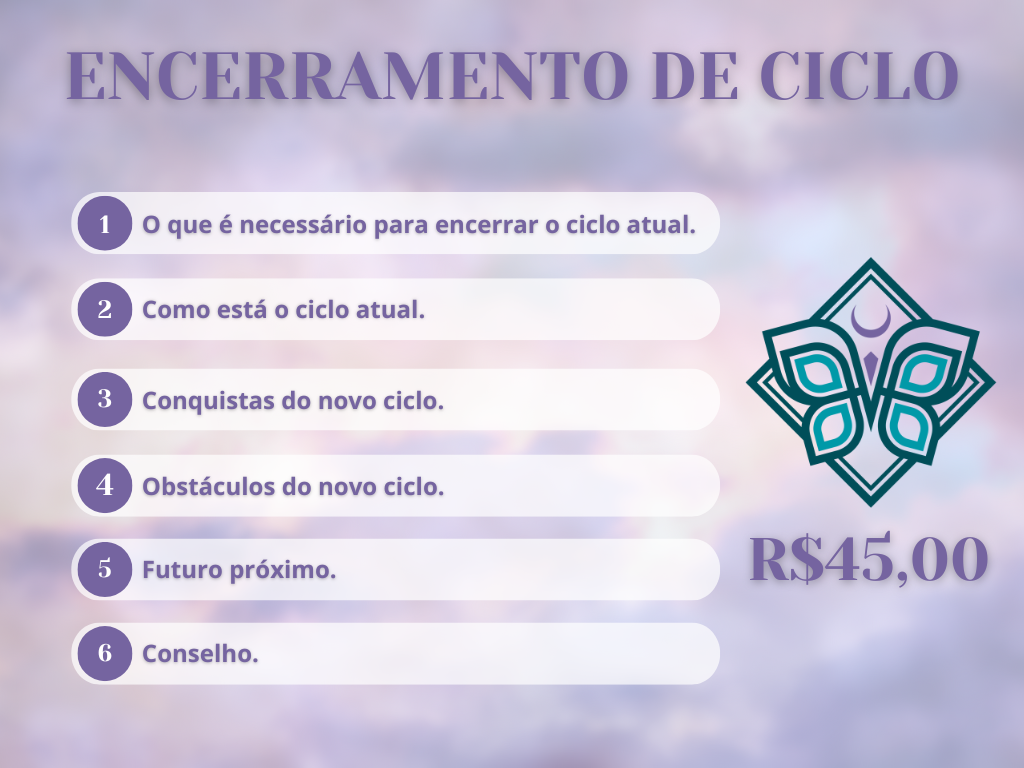 ENCERRAMENTO DE CICLO
1 O que é necessário para encerrar o ciclo atual.
2 Como está o ciclo atual.
3 Conquistas do novo ciclo.
4 Obstáculos do novo ciclo.
5 Futuro próximo.
6 Conselho.
R$45,00